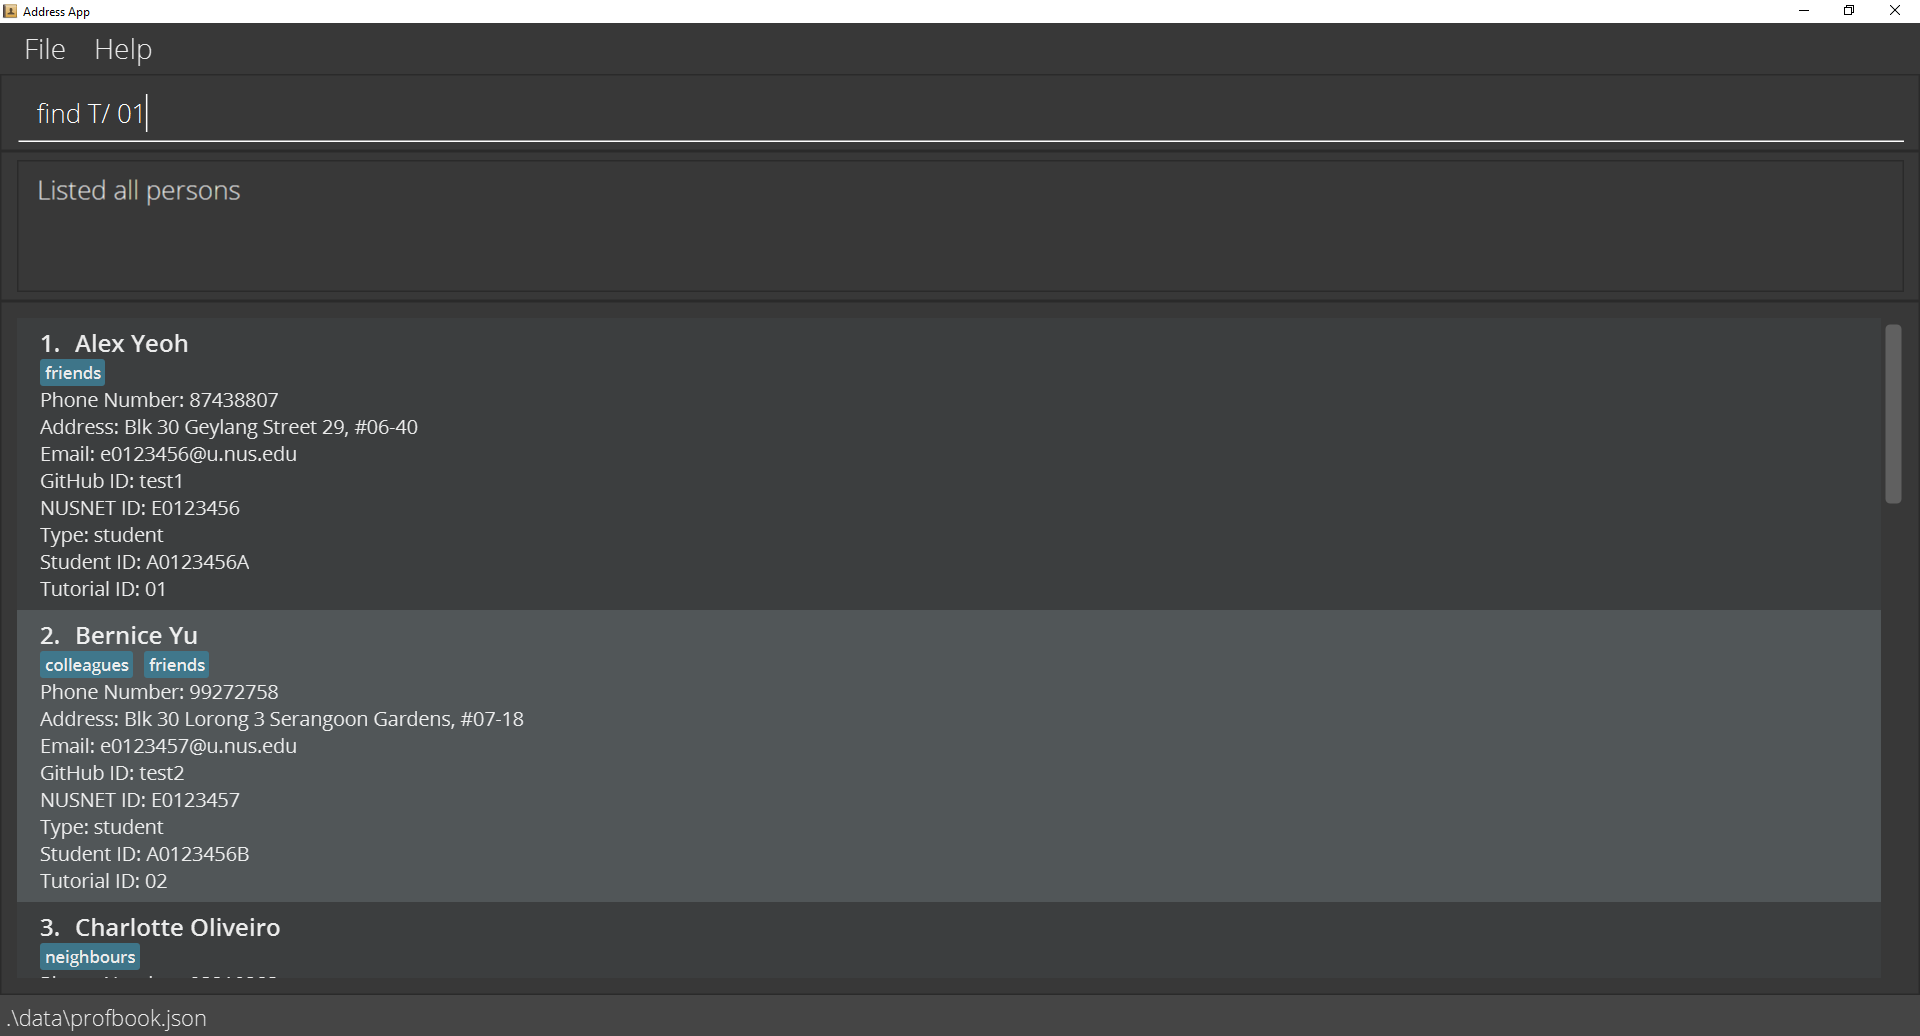 Address App
File Help
find T/ 01
Listed all persons
1. Alex Yeoh
friends
Phone Number: 87438807
Address: Blk 30 Geylang Street 29, #06-40
Email: e0123456@u.nus.edu
GitHub ID: test1
NUSNET ID: E0123456
Type: student
Student ID: A0123456A
Tutorial ID: 01
2. Bernice Yu
colleagues friends
Phone Number: 99272758
Address: Blk 30 Lorong 3 Serangoon Gardens, #07-18
Email: e0123457@u.nus.edu
GitHub ID: test2
NUSNET ID: E0123457
Type: student
Student ID: A0123456B
Tutorial ID: 02
3. Charlotte Oliveiro
neighbours
.\data\profbook.json